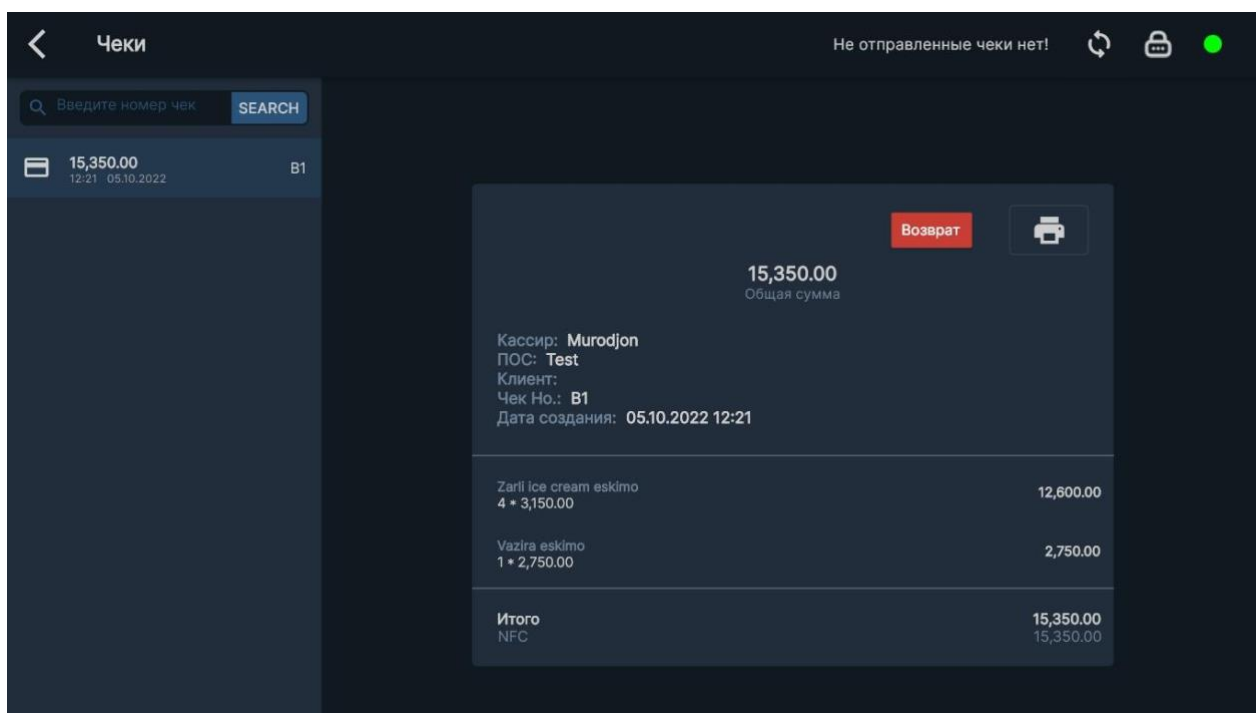 Чеки
Не отправленные чеки нет!
Введите номер чек
SEARCH
15,350.00
12:21 05.10.2022
B1
Возврат
15,350.00
Общая сумма
Кассир: Murodjon
ПОС: Test
Клиент:
Чек Но.: B1
Дата создания: 05.10.2022 12:21
Zarli ice cream eskimo
4 * 3,150.00
12,600.00
Vazira eskimo
1 * 2,750.00
2,750.00
Итого
15,350.00
NFC
15,350.00